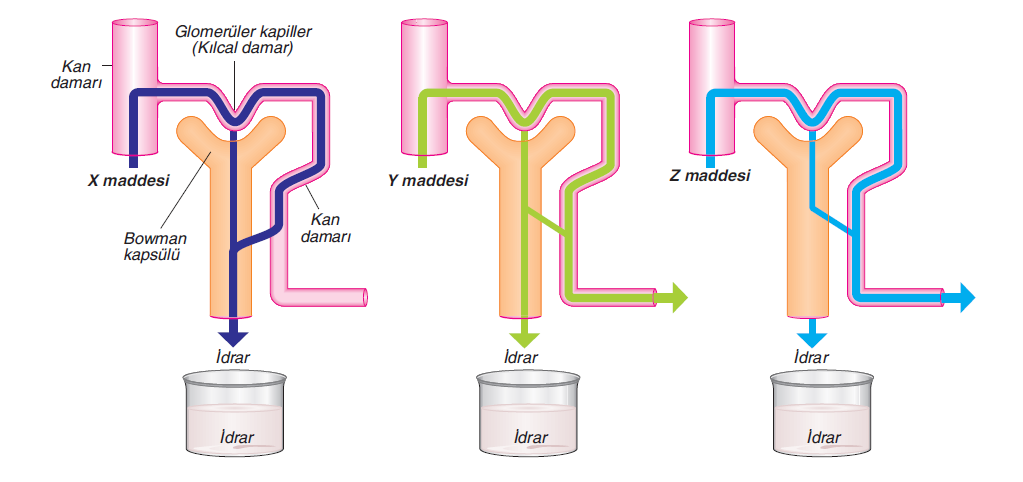 Glomerüler kapiller
(Kılcal damar)
Kan
damarı
X maddesi
Bowman
kapsülü
Kan
damarı
İdrar
İdrar
Y maddesi
İdrar
İdrar
Z maddesi
İdrar
İdrar